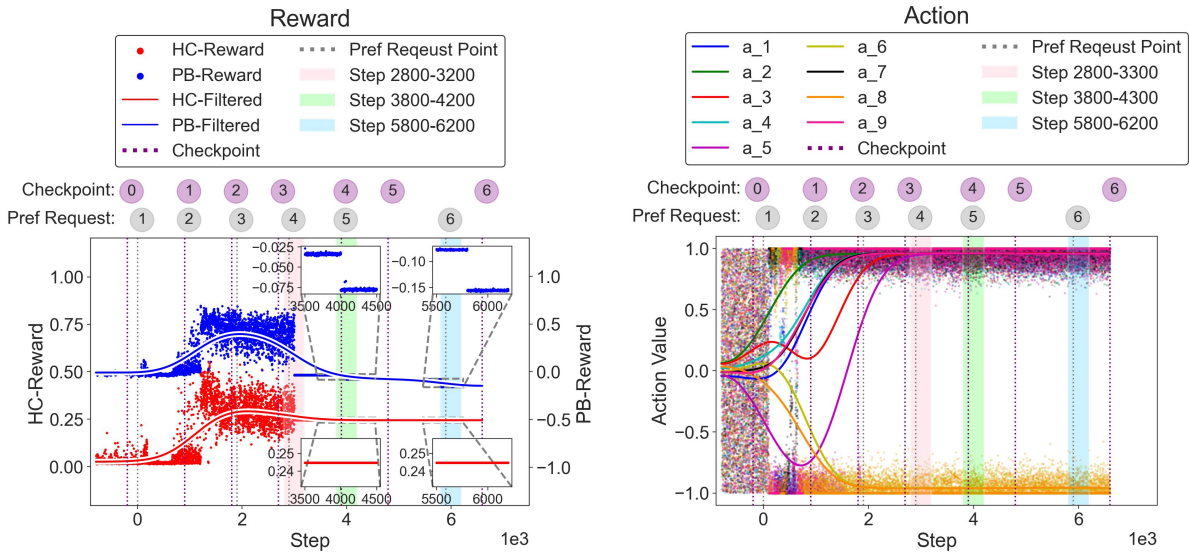 Reward
HC-Reward
PB-Reward
HC-Filtered
PB-Filtered
Checkpoint
Pref Reqeust Point
Step 2800-3200
Step 3800-4200
Step 5800-6200
Checkpoint: 0 1 2 3 4 5 6
Pref Request: 1 2 3 4 5 6
HC-Reward
1.00
0.75
0.50
0.25
0.00
−0.025
−0.050
−0.075
3500 4000 4500
−0.10
−0.15
5500 6000
0.25
0.24
3500 4000 4500
0.25
0.24
5500 6000
1.0
0.5
0.0
−0.5
−1.0
PB-Reward
0 2 4 6
Step 1e3
Action
a_1
a_2
a_3
a_4
a_5
a_6
a_7
a_8
a_9
Checkpoint
Pref Reqeust Point
Step 2800-3300
Step 3800-4300
Step 5800-6200
Checkpoint: 0 1 2 3 4 5 6
Pref Request: 1 2 3 4 5 6
Action Value
1.0
0.5
0.0
−0.5
−1.0
0 2 4 6
Step 1e3